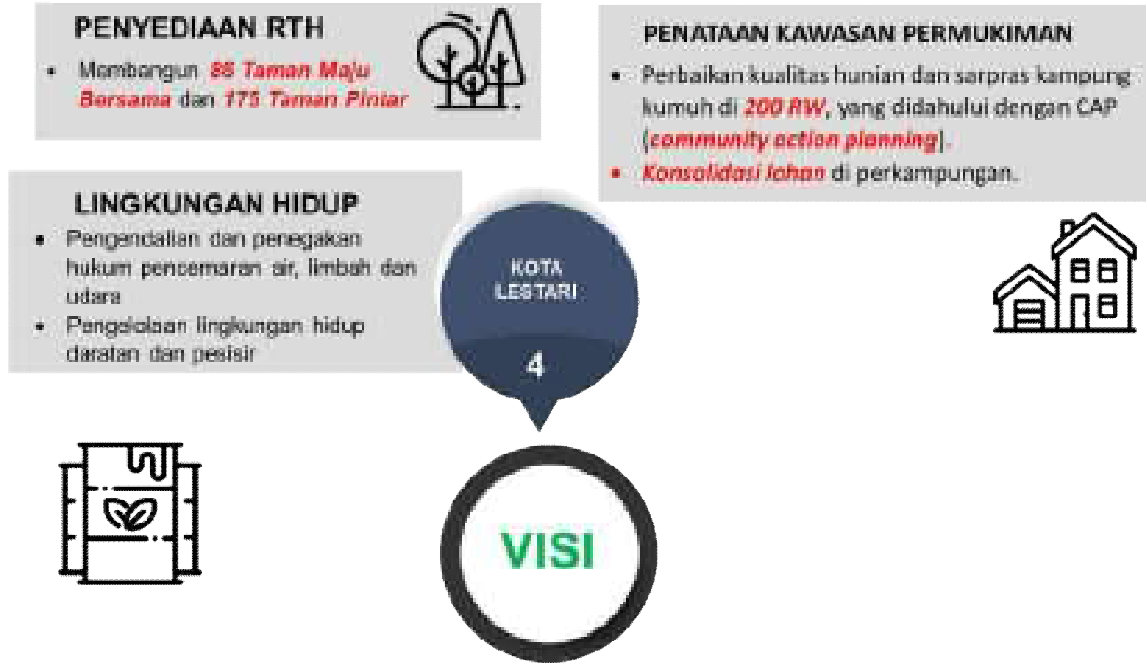 PENYEDIAAN RTH
• Membangun 86 Taman Maju
Bersama dan 175 Taman Pintar
PENATAAN KAWASAN PERMUKIMAN
• Perbaikan kualitas hunian dan sarpras kampung
kumuh di 200 RW, yang didahului dengan CAP
(community action planning).
• Konsolidasi lahan di perkampungan.
LINGKUNGAN HIDUP
• Pengendalian dan penegakan
hukum pencemaran air, limbah dan
udara
• Pengelolaan lingkungan hidup
daratan dan pesisir
KOTA
LESTARI
4
VISI